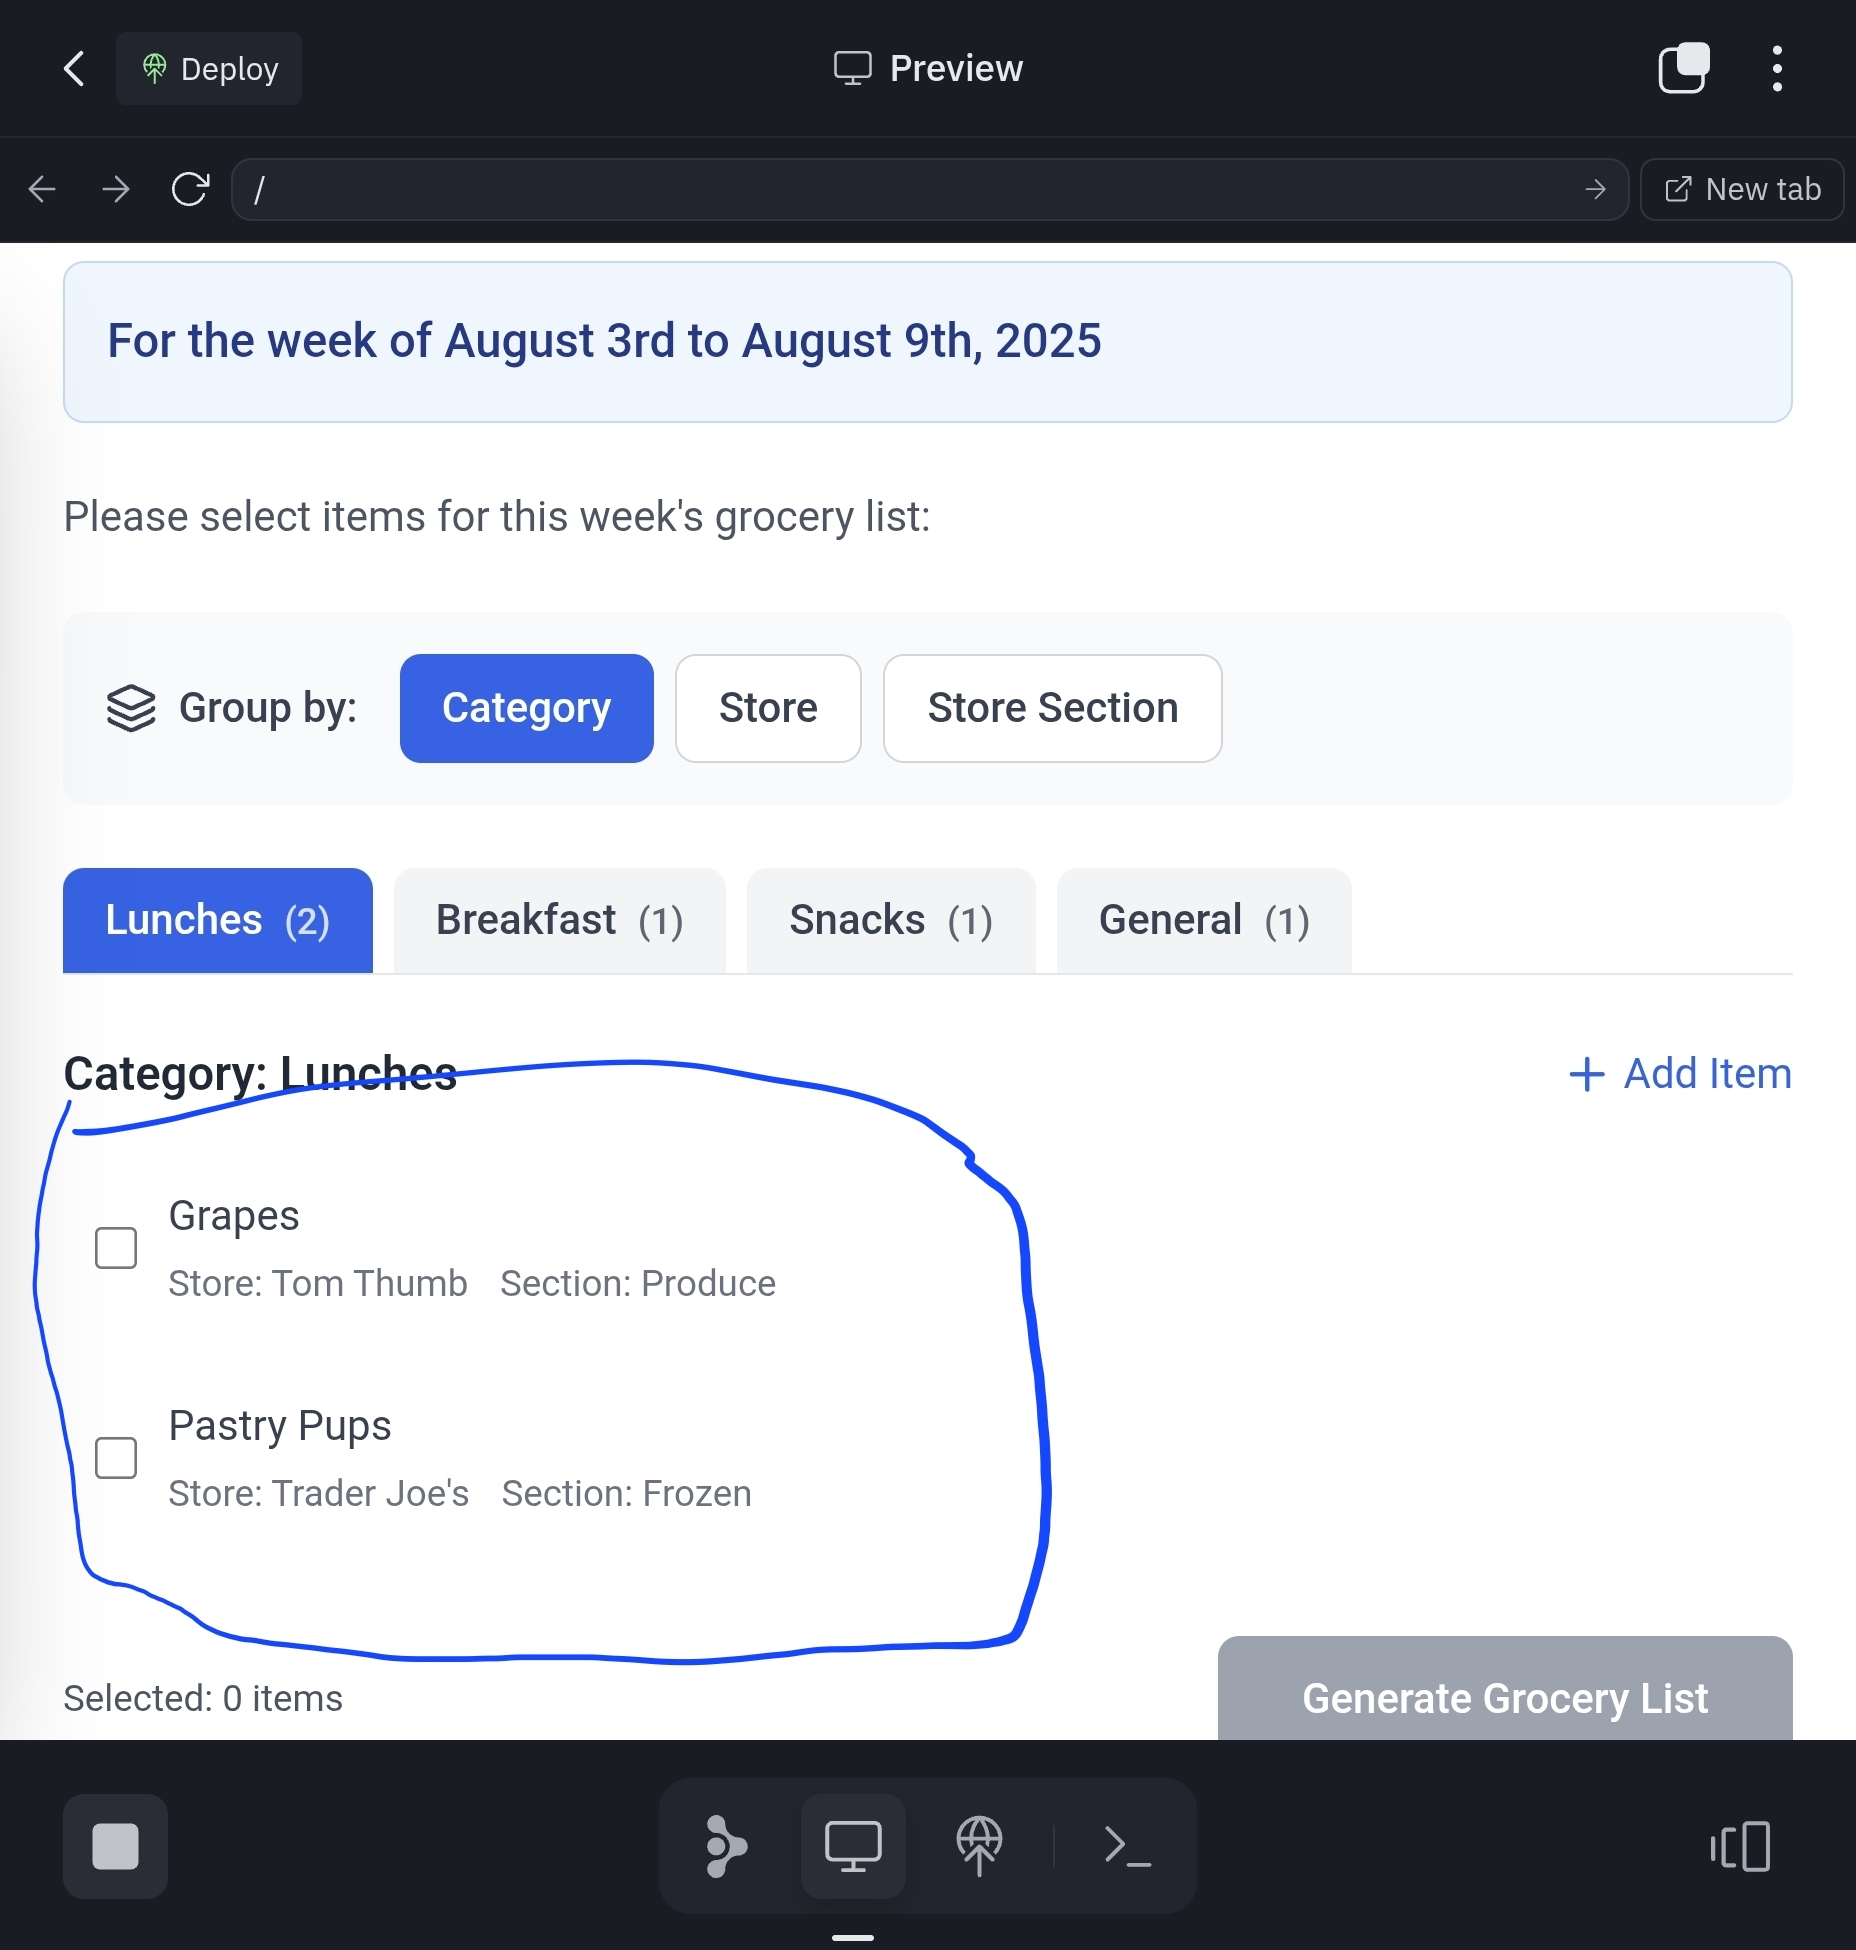 Deploy
Preview
/
New tab
For the week of August 3rd to August 9th, 2025
Please select items for this week's grocery list:
Group by: Category Store Store Section
Lunches (2) Breakfast (1) Snacks (1) General (1)
Category: Lunches
+ Add Item
Grapes
Store: Tom Thumb Section: Produce
Pastry Pups
Store: Trader Joe's Section: Frozen
Selected: 0 items
Generate Grocery List